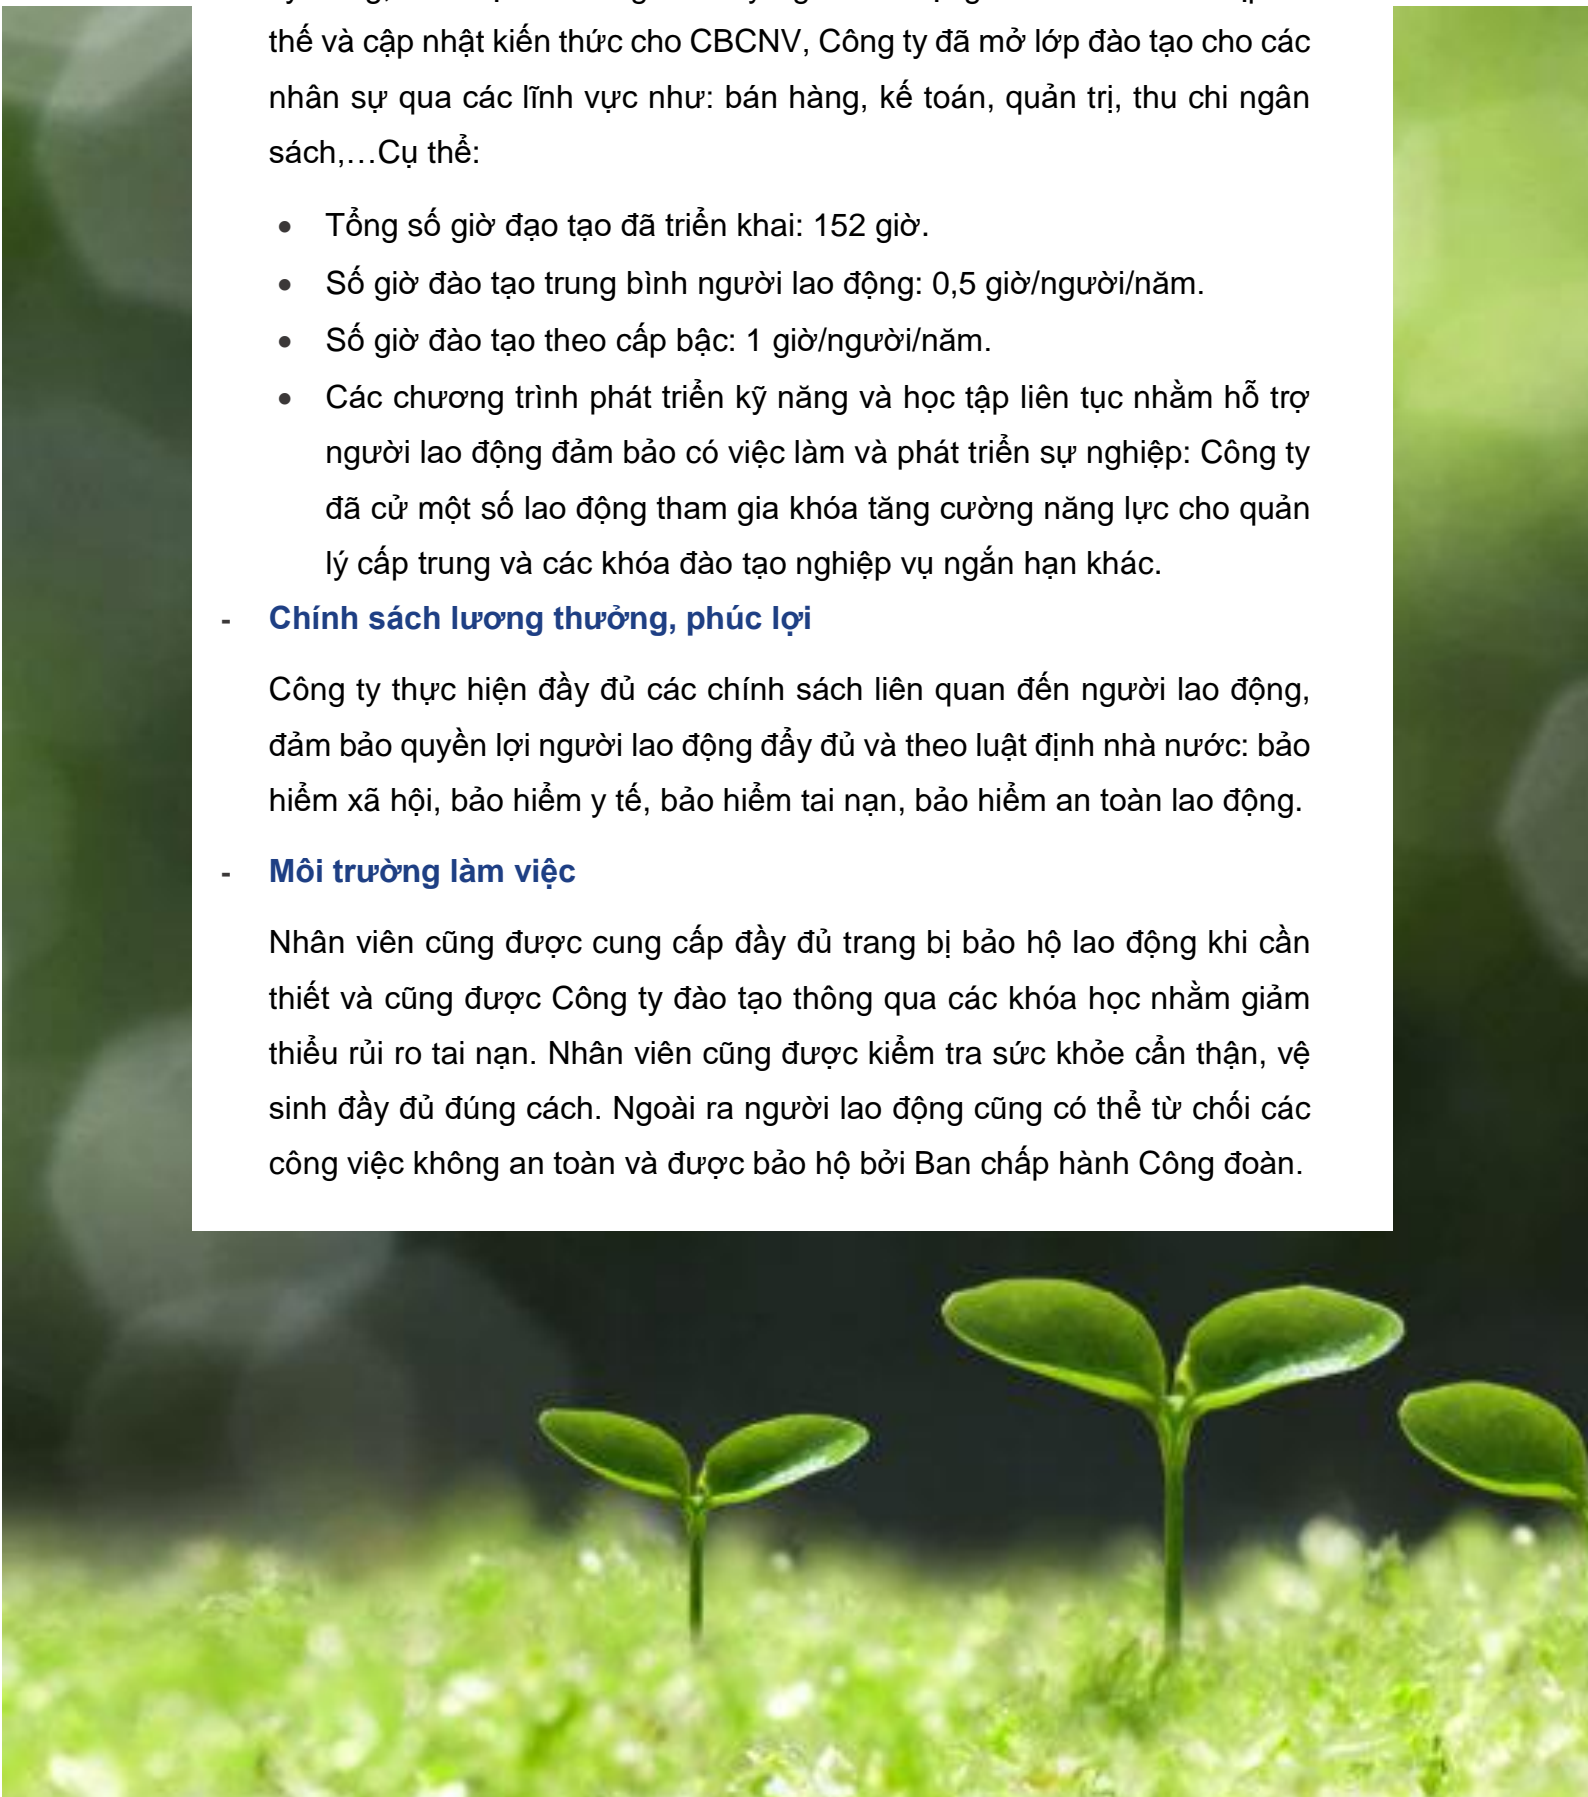 thế và cập nhật kiến thức cho CBCNV, Công ty đã mở lớp đào tạo cho các
nhân sự qua các lĩnh vực như: bán hàng, kế toán, quản trị, thu chi ngân
sách,…Cụ thể:
• Tổng số giờ đạo tạo đã triển khai: 152 giờ.
• Số giờ đào tạo trung bình người lao động: 0,5 giờ/người/năm.
• Số giờ đào tạo theo cấp bậc: 1 giờ/người/năm.
• Các chương trình phát triển kỹ năng và học tập liên tục nhằm hỗ trợ
người lao động đảm bảo có việc làm và phát triển sự nghiệp: Công ty
đã cử một số lao động tham gia khóa tăng cường năng lực cho quản
lý cấp trung và các khóa đào tạo nghiệp vụ ngắn hạn khác.
- Chính sách lương thưởng, phúc lợi
Công ty thực hiện đầy đủ các chính sách liên quan đến người lao động,
đảm bảo quyền lợi người lao động đẩy đủ và theo luật định nhà nước: bảo
hiểm xã hội, bảo hiểm y tế, bảo hiểm tai nạn, bảo hiểm an toàn lao động.
- Môi trường làm việc
Nhân viên cũng được cung cấp đầy đủ trang bị bảo hộ lao động khi cần
thiết và cũng được Công ty đào tạo thông qua các khóa học nhằm giảm
thiểu rủi ro tai nạn. Nhân viên cũng được kiểm tra sức khỏe cẩn thận, vệ
sinh đầy đủ đúng cách. Ngoài ra người lao động cũng có thể từ chối các
công việc không an toàn và được bảo hộ bởi Ban chấp hành Công đoàn.